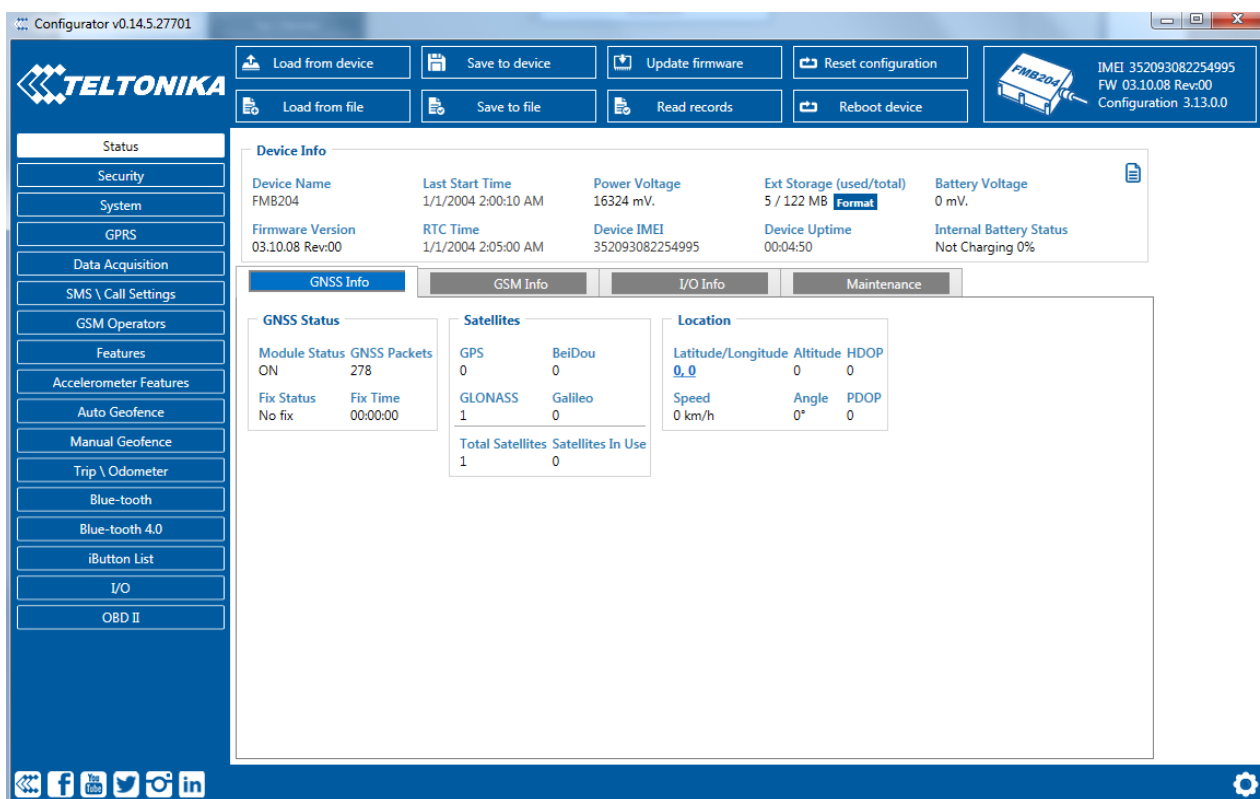 Configurator v0.14.5.27701
TELTONIKA
Load from device
Save to device
Update firmware
Reset configuration
Load from file
Save to file
Read records
Reboot device
FMB204
IMEI 352093082254995
FW 03.10.08 Rev:00
Configuration 3.13.0.0
Status
Security
System
GPRS
Data Acquisition
SMS \ Call Settings
GSM Operators
Features
Accelerometer Features
Auto Geofence
Manual Geofence
Trip \ Odometer
Blue-tooth
Blue-tooth 4.0
iButton List
I/O
OBD II
Device Info
Device Name Last Start Time Power Voltage Ext Storage (used/total) Battery Voltage
FMB204 1/1/2004 2:00:10 AM 16324 mV. 5 / 122 MB Format 0 mV.
Firmware Version RTC Time Device IMEI Device Uptime Internal Battery Status
03.10.08 Rev:00 1/1/2004 2:05:00 AM 352093082254995 00:04:50 Not Charging 0%
GNSS Info GSM Info I/O Info Maintenance
GNSS Status
Module Status GNSS Packets
ON 278
Fix Status Fix Time
No fix 00:00:00
Satellites
GPS BeiDou
0 0
GLONASS Galileo
1 0
Total Satellites Satellites In Use
1 0
Location
Latitude/Longitude Altitude HDOP
0, 0 0 0
Speed Angle PDOP
0 km/h 0° 0
You
Tube